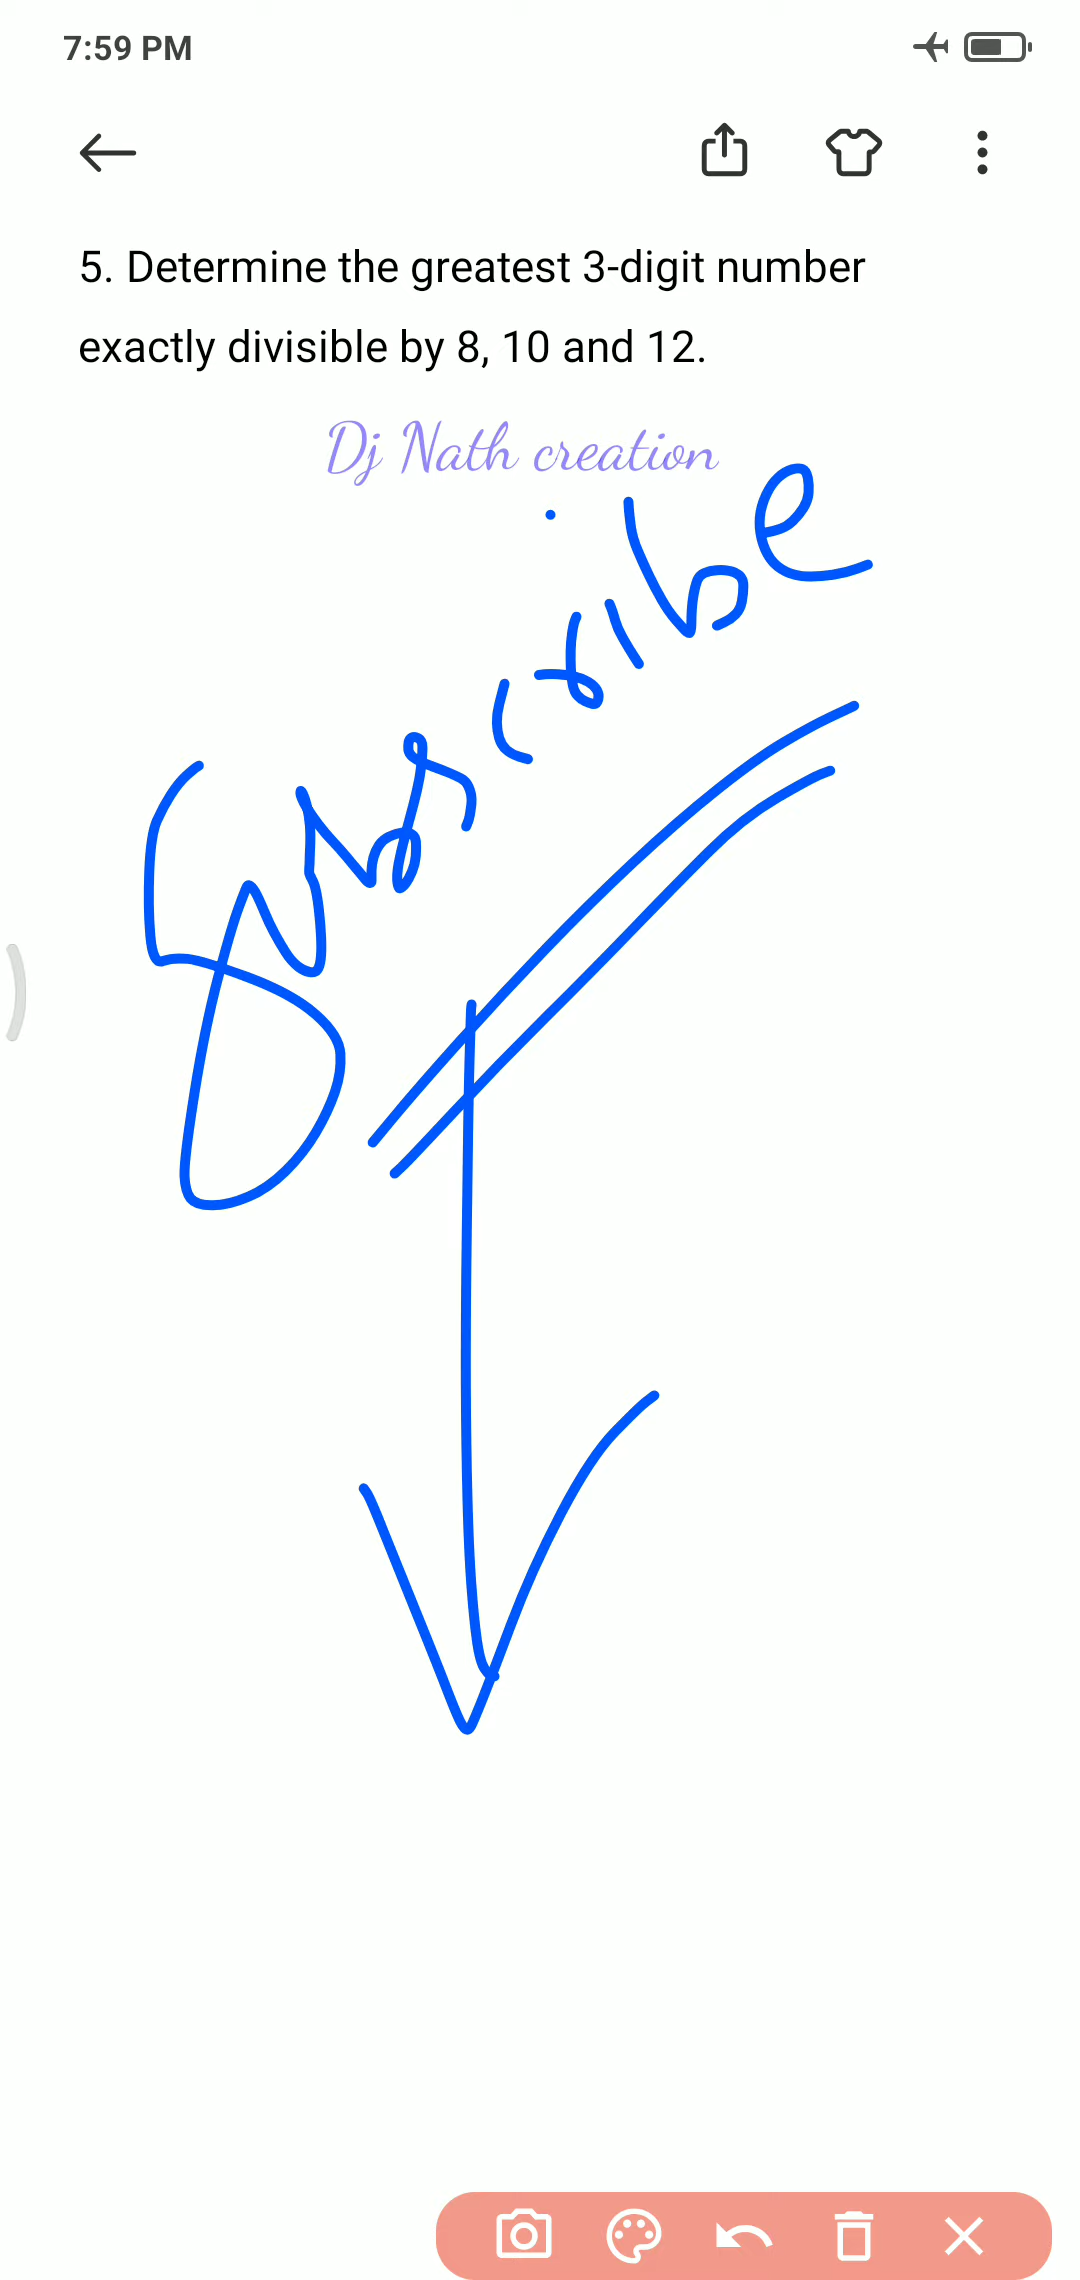 7:59 PM
5. Determine the greatest 3-digit number
exactly divisible by 8, 10 and 12.
Dj Nath creation
Subscribe